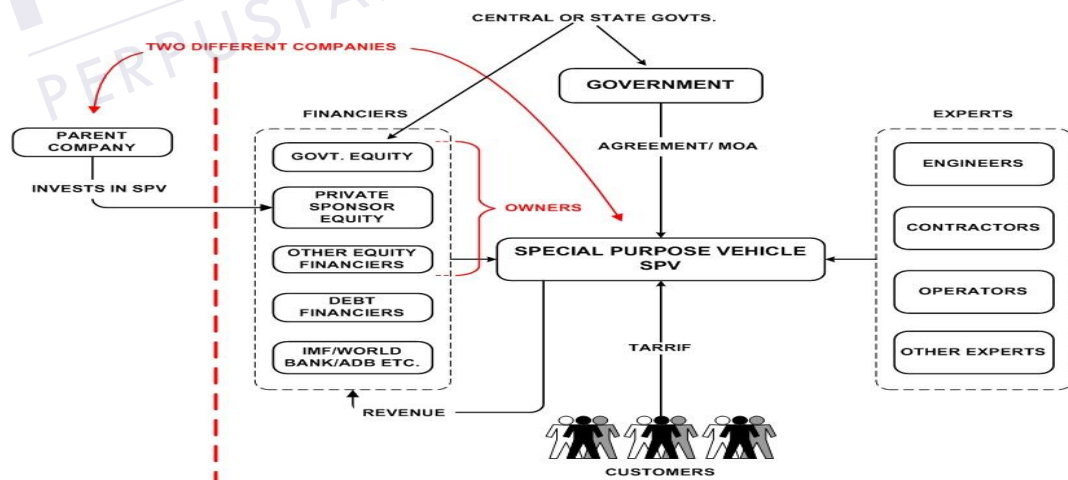 CENTRAL OR STATE GOVTS.
TWO DIFFERENT COMPANIES
GOVERNMENT
FINANCIERS
EXPERTS
PARENT
COMPANY
GOVT. EQUITY
AGREEMENT/ MOA
ENGINEERS
INVESTS IN SPV
PRIVATE
SPONSOR
EQUITY
OWNERS
CONTRACTORS
OTHER EQUITY
FINANCIERS
SPECIAL PURPOSE VEHICLE
SPV
DEBT
FINANCIERS
OPERATORS
IMF/WORLD
BANK/ADB ETC.
TARRIF
OTHER EXPERTS
REVENUE
CUSTOMERS